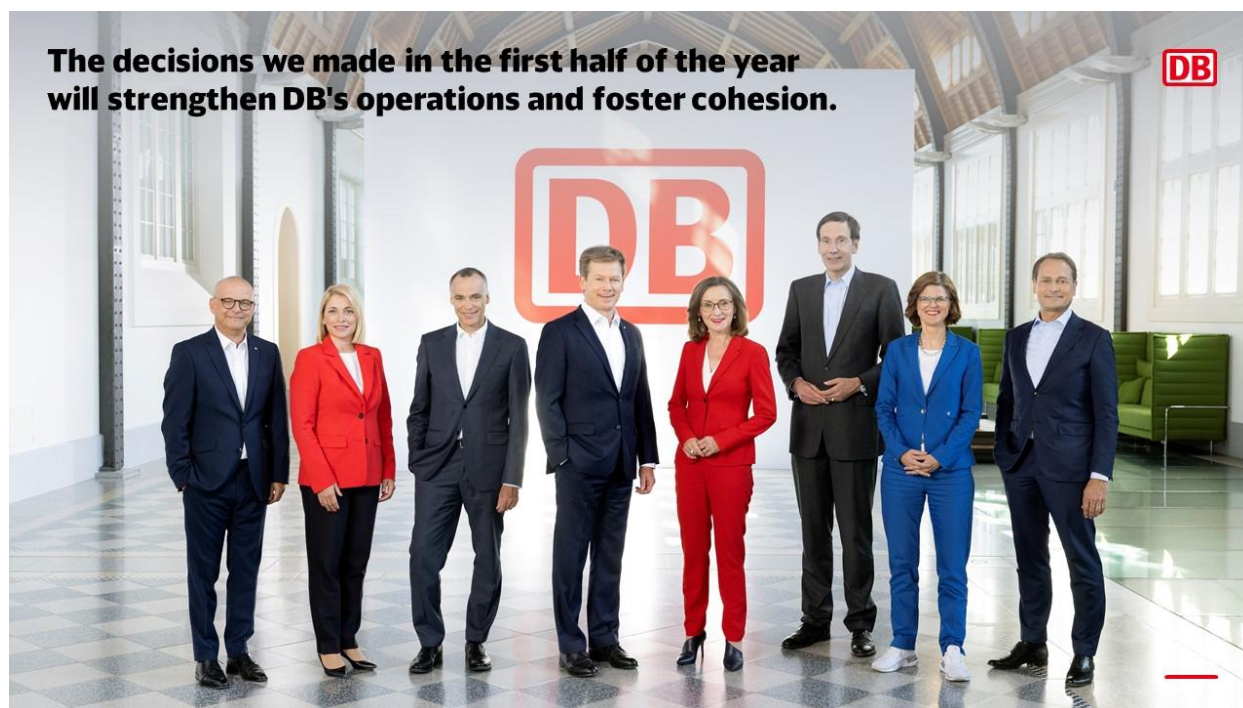 The decisions we made in the first half of the year
will strengthen DB's operations and foster cohesion.
DB
DB